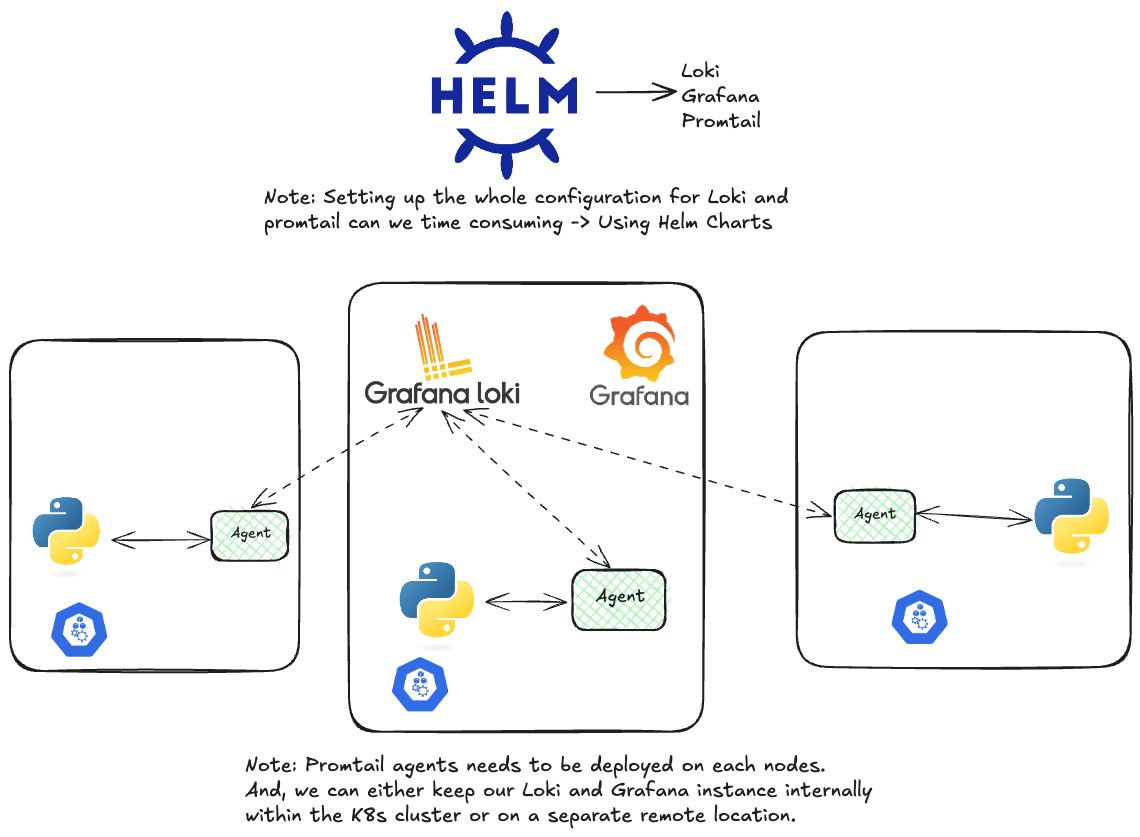 HELM
Loki
Grafana
Promtail
Note: Setting up the whole configuration for Loki and
promtail can we time consuming -> Using Helm Charts
Grafana loki
Grafana
Agent
Agent
Agent
Note: Promtail agents needs to be deployed on each nodes.
And, we can either keep our Loki and Grafana instance internally
within the K8s cluster or on a separate remote location.